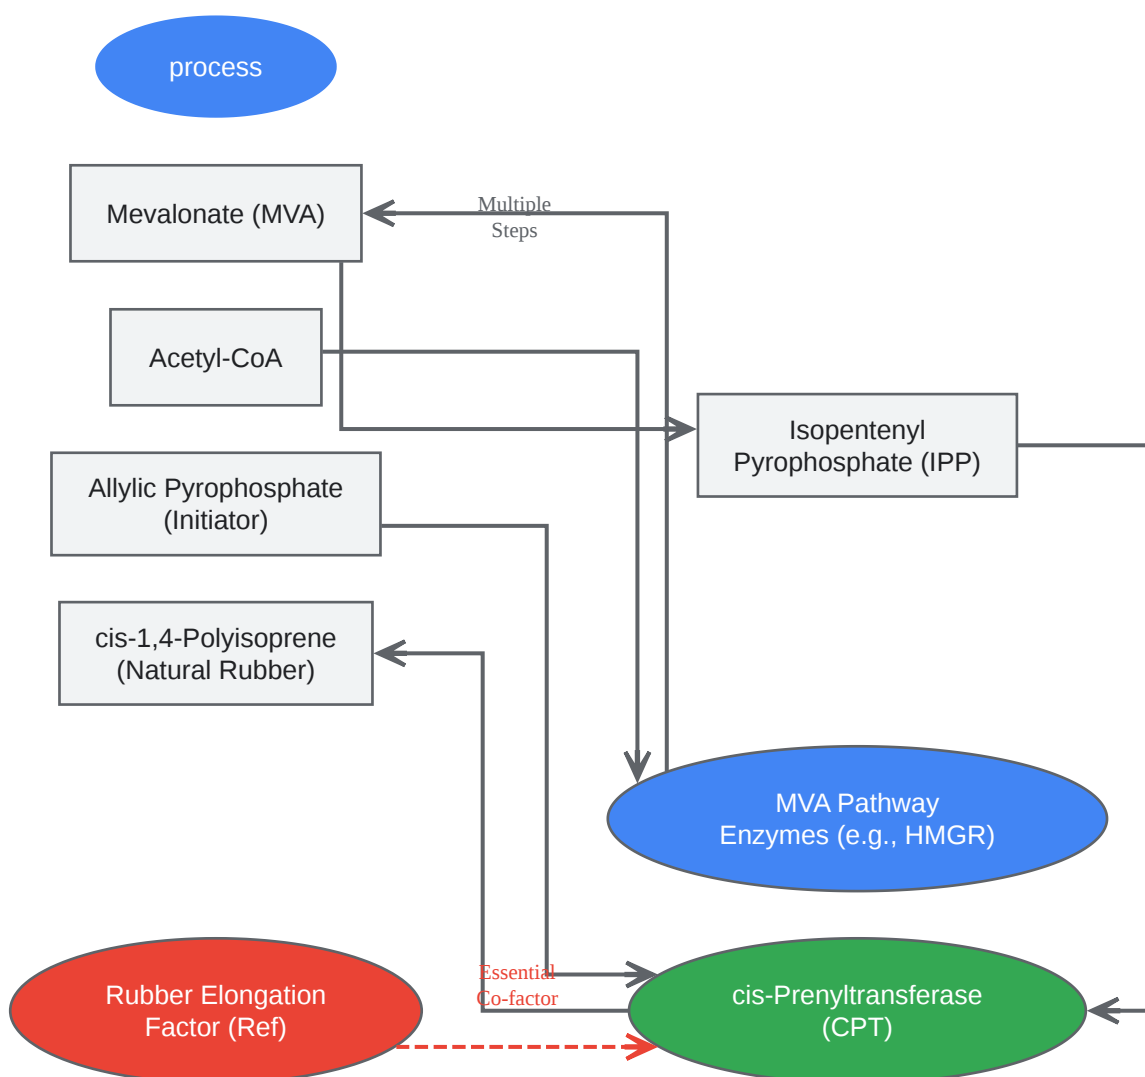 process
Mevalonate (MVA)
Multiple
Steps
Acetyl-CoA
Isopentenyl
Pyrophosphate (IPP)
Allylic Pyrophosphate
(Initiator)
cis-1,4-Polyisoprene
(Natural Rubber)
MVA Pathway
Enzymes (e.g., HMGR)
Rubber Elongation
Factor (Ref)
Essential
Co-factor
cis-Prenyltransferase
(CPT)